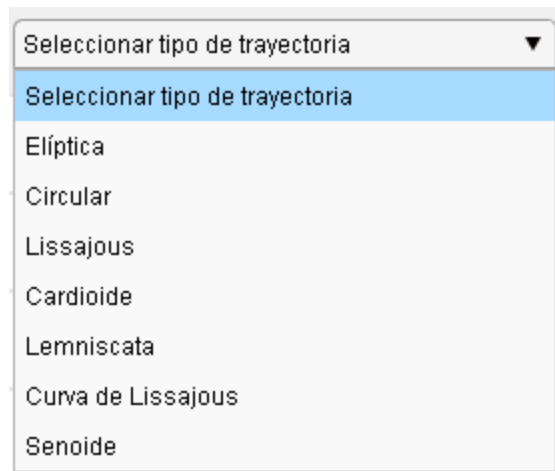 Seleccionar tipo de trayectoria
Seleccionar tipo de trayectoria
Elíptica
Circular
Lissajous
Cardioide
Lemniscata
Curva de Lissajous
Senoide